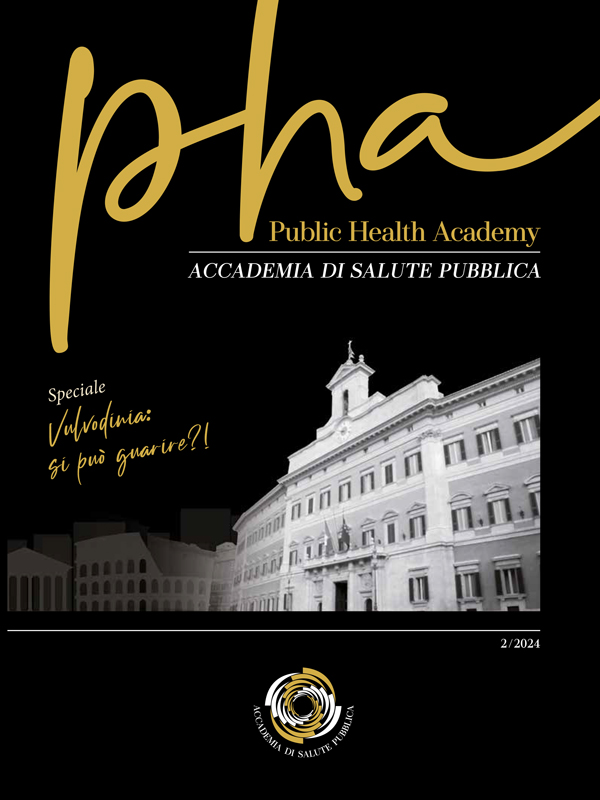 pha
Public Health Academy
ACCADEMIA DI SALUTE PUBBLICA
Speciale
Vulvodinia:
si può guarire?!
2/2024
ACCADEMIA DI SALUTE PUBBLICA